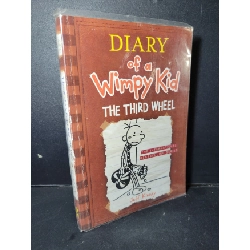 DIARY
of a
Wimpy Kid
THE THIRD WHEEL